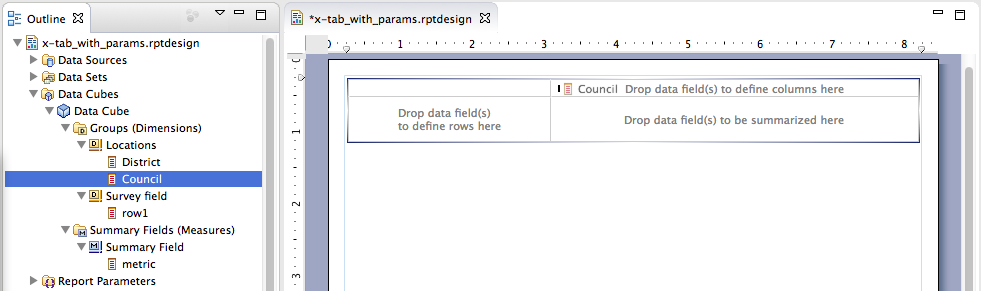 Outline
x-tab_with_params.rptdesign
Data Sources
Data Sets
Data Cubes
Data Cube
Groups (Dimensions)
Locations
District
Council
Survey field
row1
Summary Fields (Measures)
Summary Field
metric
Report Parameters
*x-tab_with_params.rptdesign
0 1 2 3 4 5 6 7 8
0
1
2
3
Council Drop data field(s) to define columns here
Drop data field(s)
to define rows here
Drop data field(s) to be summarized here